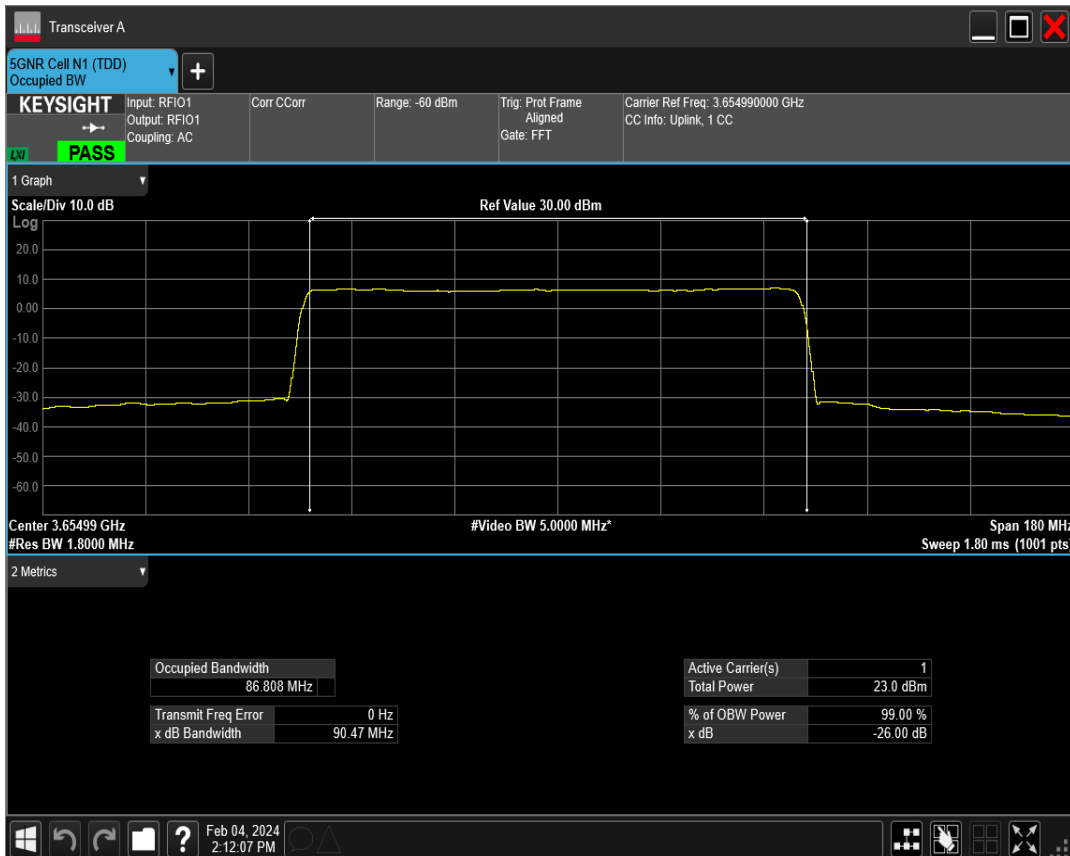 Transceiver A
5GNR Cell N1 (TDD)
Occupied BW
+
KEYSIGHT
LXI
PASS
Input: RFIO1
Output: RFIO1
Coupling: AC
Corr CCorr
Range: -60 dBm
Trig: Prot Frame
Aligned
Gate: FFT
Carrier Ref Freq: 3.654990000 GHz
CC Info: Uplink, 1 CC
1 Graph
Scale/Div 10.0 dB
Ref Value 30.00 dBm
Log
20.0
10.0
0.00
-10.0
-20.0
-30.0
-40.0
-50.0
-60.0
Center 3.65499 GHz
#Video BW 5.0000 MHz*
Span 180 MHz
#Res BW 1.8000 MHz
Sweep 1.80 ms (1001 pts)
2 Metrics
Occupied Bandwidth
86.808 MHz
Transmit Freq Error 0 Hz
x dB Bandwidth 90.47 MHz
Active Carrier(s) 1
Total Power 23.0 dBm
% of OBW Power 99.00 %
x dB -26.00 dB
?
Feb 04, 2024
2:12:07 PM